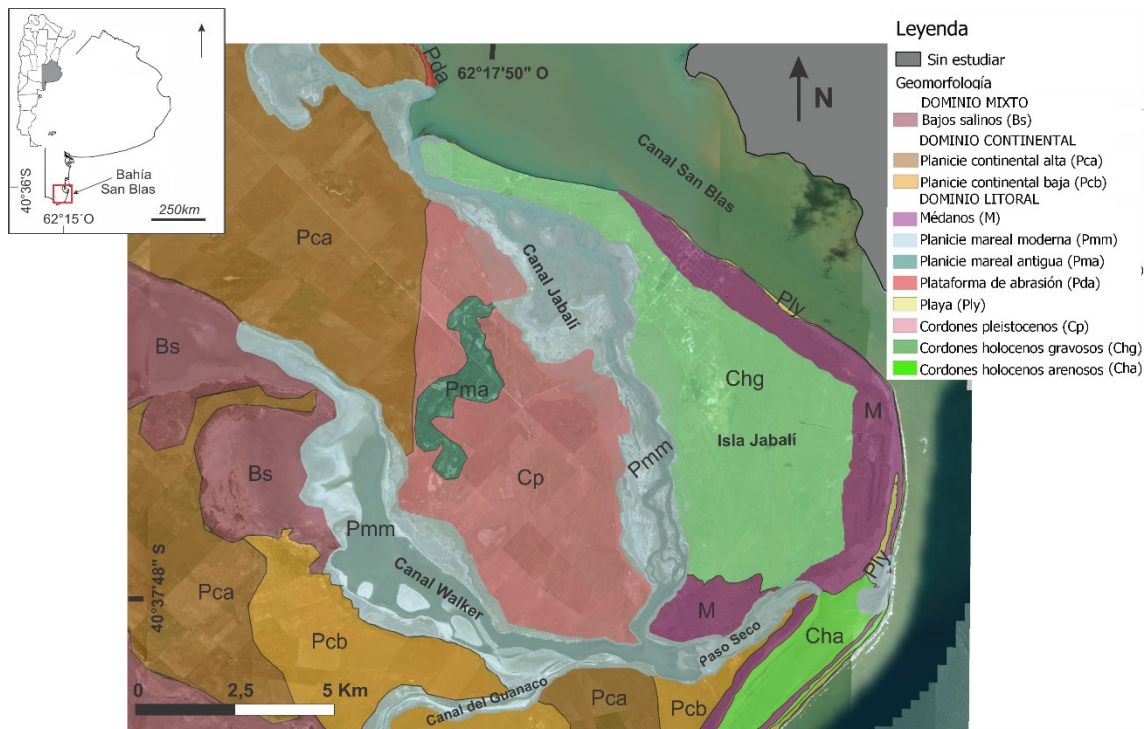 40°36'S
Bahía
San Blas
62°15´O
250km
62°17'50" O
N
Pda
Canal San Blas
Pca
Canal Jabalí
Ply
Bs
Pma
Chg
M
Isla Jabalí
Pmm
Cp
Bs
Pmm
Ply
40°37'48" S
Pca
Canal Walker
M
Paso Seco
Cha
Pcb
0 2,5 5 Km
Canal del Guanaco
Pca
Pcb
Leyenda
Sin estudiar
Geomorfología
DOMINIO MIXTO
Bajos salinos (Bs)
DOMINIO CONTINENTAL
Planicie continental alta (Pca)
Planicie continental baja (Pcb)
DOMINIO LITORAL
Médanos (M)
Planicie mareal moderna (Pmm)
Planicie mareal antigua (Pma)
Plataforma de abrasión (Pda)
Playa (Ply)
Cordones pleistocenos (Cp)
Cordones holocenos gravosos (Chg)
Cordones holocenos arenosos (Cha)